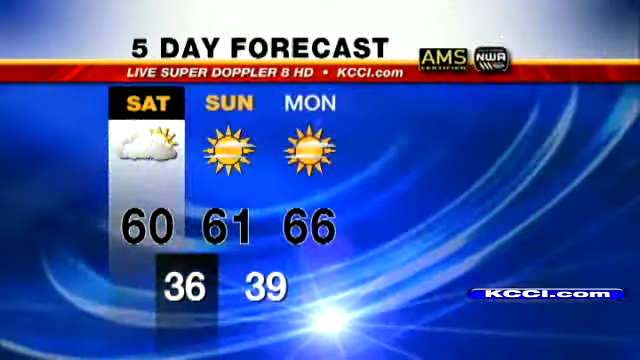 5 DAY FORECAST
LIVE SUPER DOPPLER 8 HD • KCCI.com
AMS
CERTIFIED
NWA
SAT SUN MON
60 61 66
36 39
KCCI.com